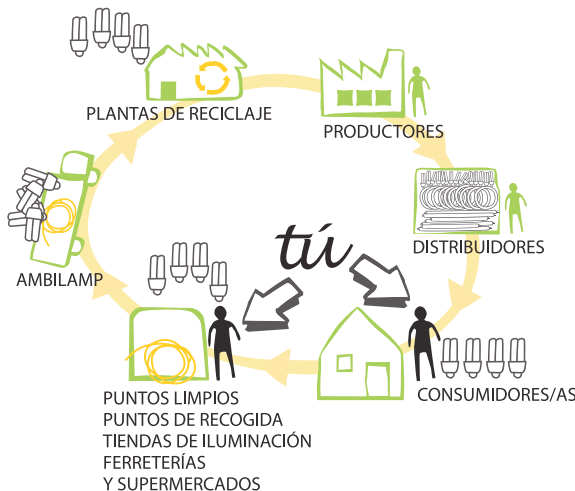 PLANTAS DE RECICLAJE
PRODUCTORES
DISTRIBUIDORES
tú
AMBILAMP
CONSUMIDORES/AS
PUNTOS LIMPIOS
PUNTOS DE RECOGIDA
TIENDAS DE ILUMINACIÓN
FERRETERÍAS
Y SUPERMERCADOS